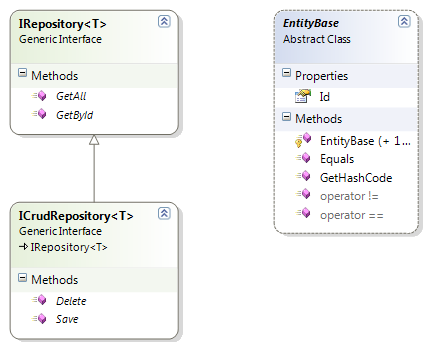 IRepository<T>
Generic Interface
Methods
GetAll
GetById
ICrudRepository<T>
Generic Interface
IRepository<T>
Methods
Delete
Save
EntityBase
Abstract Class
Properties
Id
Methods
EntityBase (+ 1...
Equals
GetHashCode
operator !=
operator ==